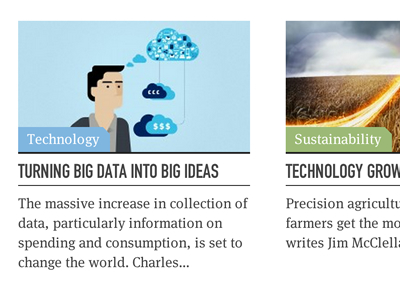 £££
$$$
Technology
TURNING BIG DATA INTO BIG IDEAS
The massive increase in collection of
data, particularly information on
spending and consumption, is set to
change the world. Charles...
Sustainability
TECHNOLOGY GROW
Precision agricultu
farmers get the mo
writes Jim McClella